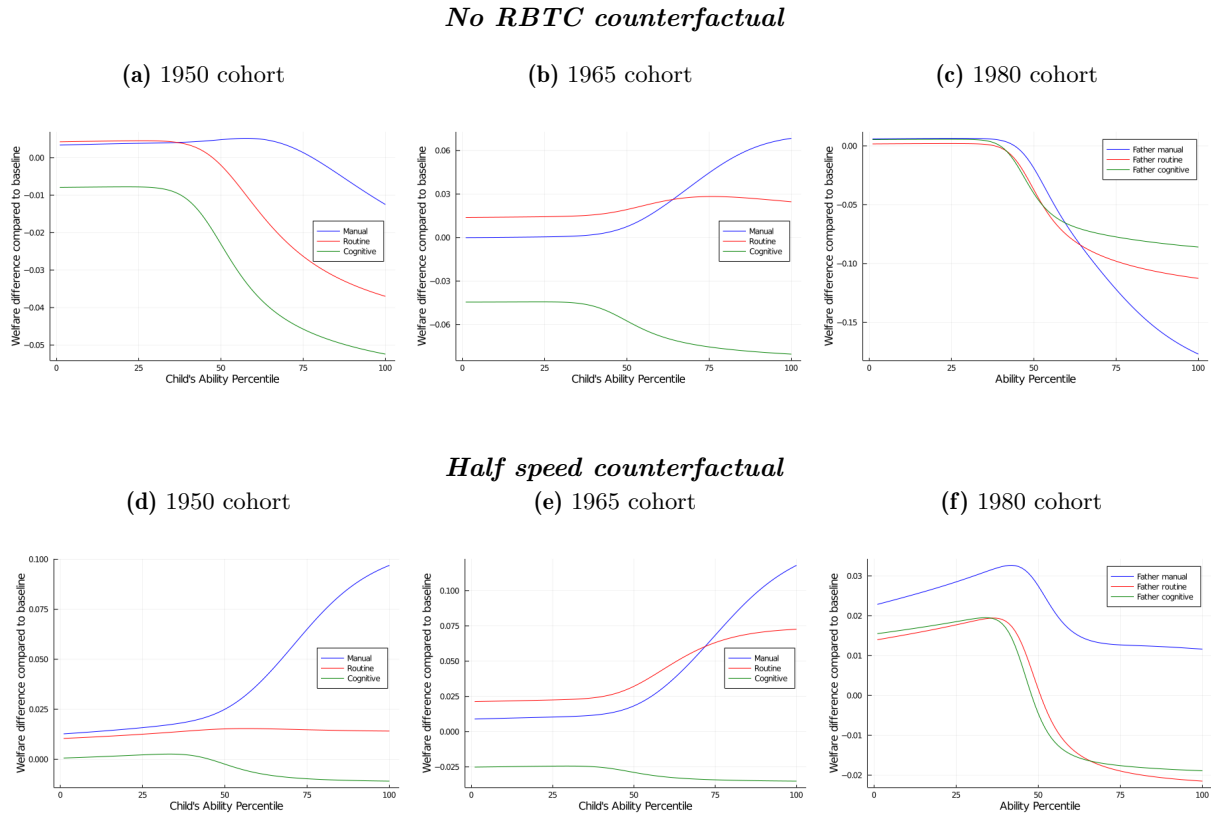 No RBTC counterfactual
(a) 1950 cohort
(b) 1965 cohort
(c) 1980 cohort
Welfare difference compared to baseline
0.00
−0.01
−0.02
−0.03
−0.04
−0.05
Manual
Routine
Cognitive
0
25
50
75
100
Child's Ability Percentile
Welfare difference compared to baseline
0.06
0.03
0.00
−0.03
−0.06
Manual
Routine
Cognitive
0
25
50
75
100
Child's Ability Percentile
Welfare difference compared to baseline
0.00
−0.05
−0.10
−0.15
Father manual
Father routine
Father cognitive
0
25
50
75
100
Ability Percentile
Half speed counterfactual
(d) 1950 cohort
(e) 1965 cohort
(f) 1980 cohort
Welfare difference compared to baseline
0.100
0.075
0.050
0.025
0.000
Manual
Routine
Cognitive
0
25
50
75
100
Child's Ability Percentile
Welfare difference compared to baseline
0.100
0.075
0.050
0.025
0.000
−0.025
Manual
Routine
Cognitive
0
25
50
75
100
Child's Ability Percentile
Welfare difference compared to baseline
0.03
0.02
0.01
0.00
−0.01
−0.02
Father manual
Father routine
Father cognitive
0
25
50
75
100
Ability Percentile